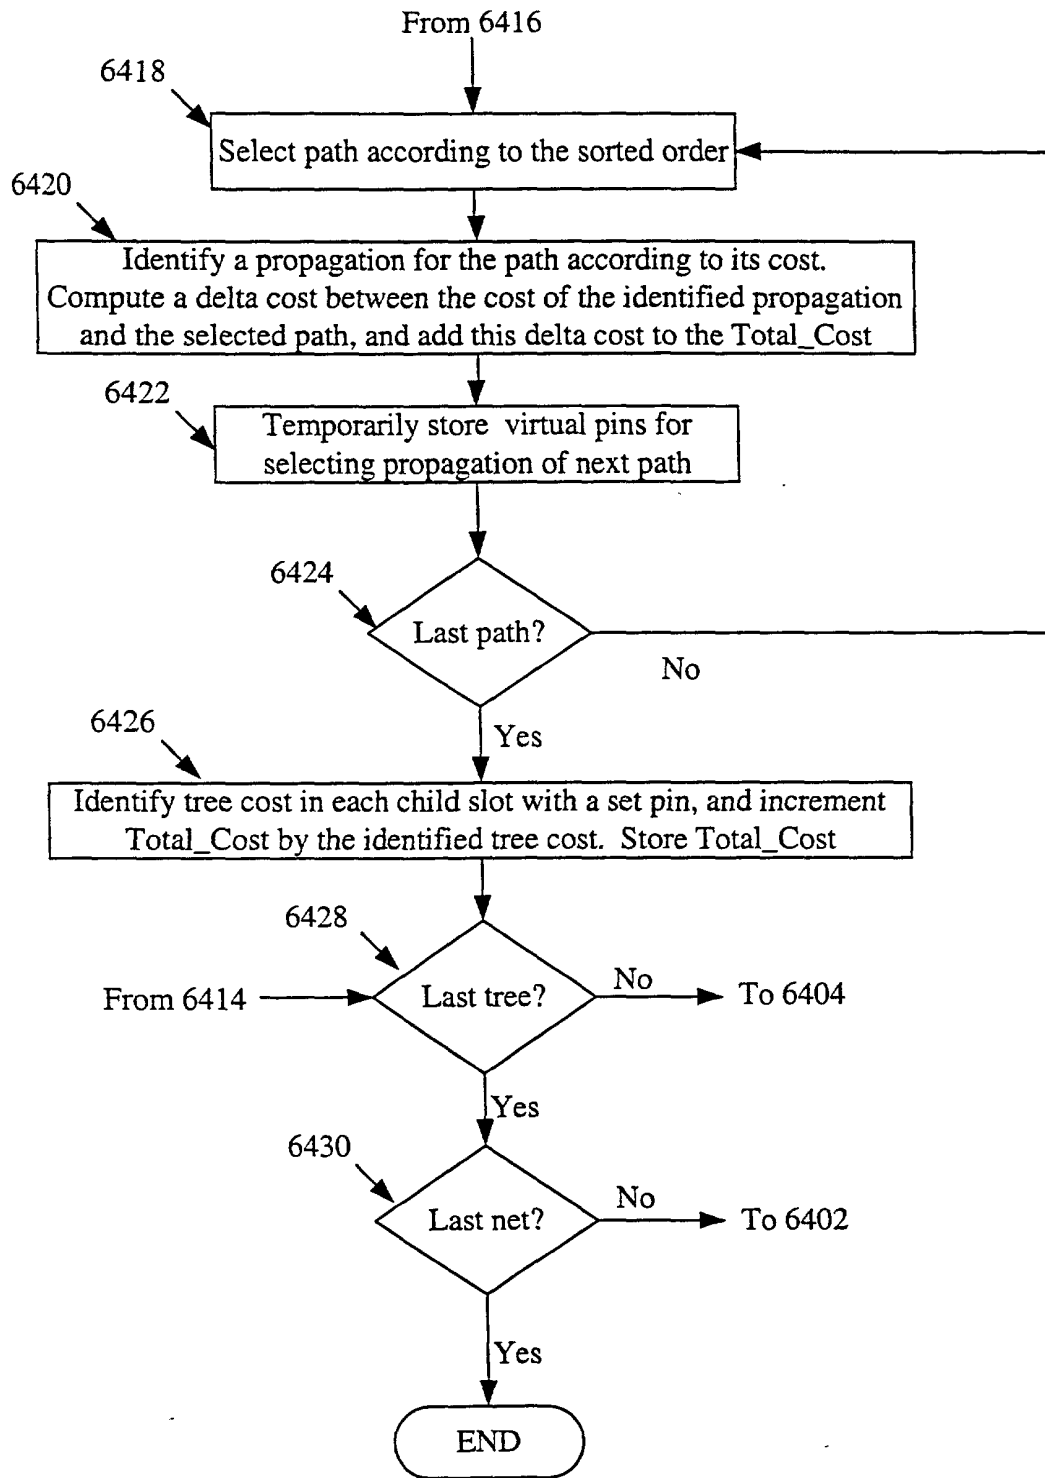 From 6416
6418
Select path according to the sorted order
6420
Identify a propagation for the path according to its cost.
Compute a delta cost between the cost of the identified propagation
and the selected path, and add this delta cost to the Total_Cost
6422
Temporarily store virtual pins for
selecting propagation of next path
6424
Last path?
No
Yes
6426
Identify tree cost in each child slot with a set pin, and increment
Total_Cost by the identified tree cost. Store Total_Cost
6428
From 6414
Last tree?
No
To 6404
Yes
6430
Last net?
No
To 6402
Yes
END